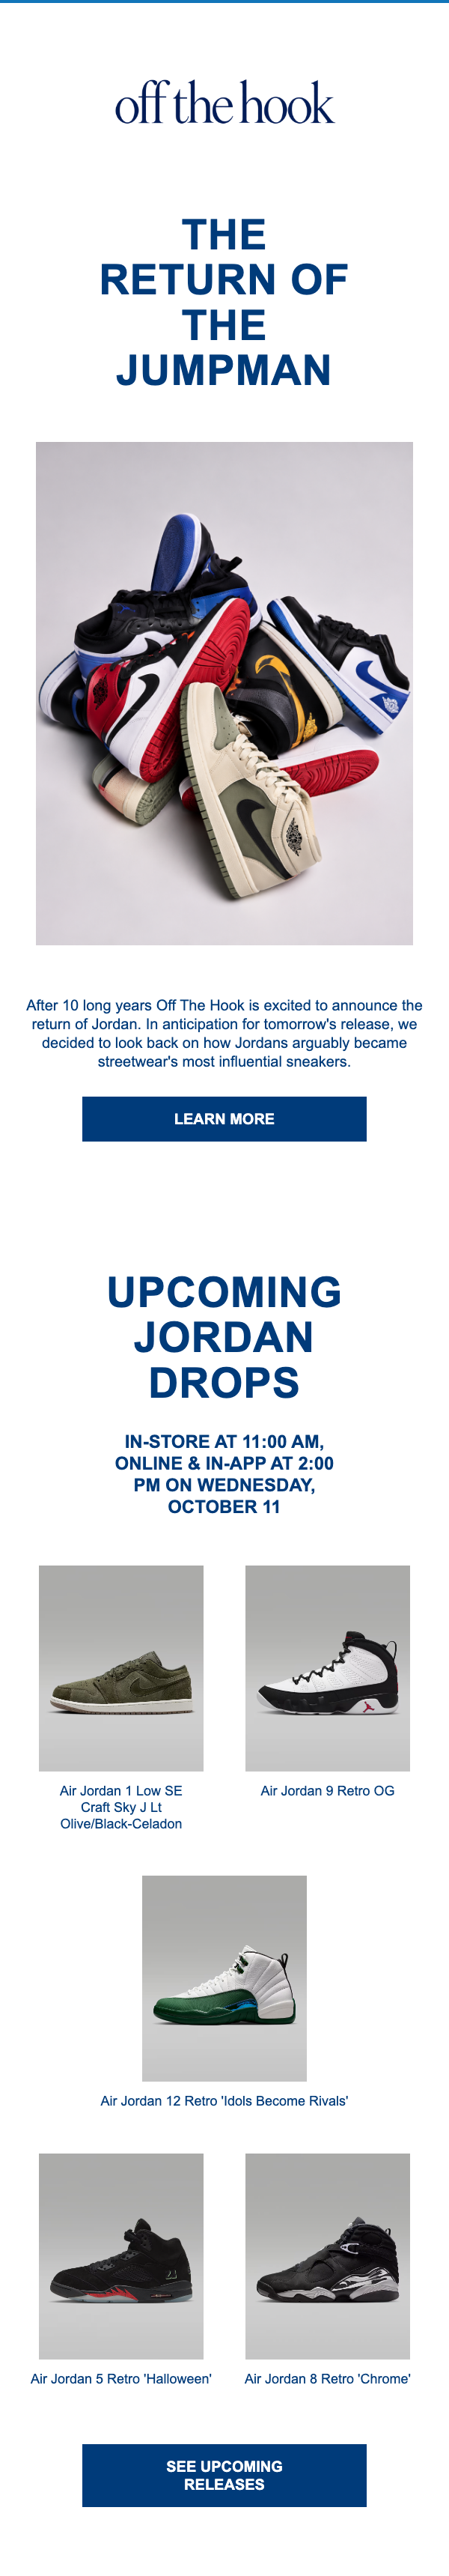 off the hook
THE
RETURN OF
THE
JUMPMAN
After 10 long years Off The Hook is excited to announce the
return of Jordan. In anticipation for tomorrow's release, we
decided to look back on how Jordans arguably became
streetwear's most influential sneakers.
LEARN MORE
UPCOMING
JORDAN
DROPS
IN-STORE AT 11:00 AM,
ONLINE & IN-APP AT 2:00
PM ON WEDNESDAY,
OCTOBER 11
Air Jordan 1 Low SE
Craft Sky J Lt
Olive/Black-Celadon
Air Jordan 9 Retro OG
Air Jordan 12 Retro 'Idols Become Rivals'
Air Jordan 5 Retro 'Halloween'
Air Jordan 8 Retro 'Chrome'
SEE UPCOMING
RELEASES